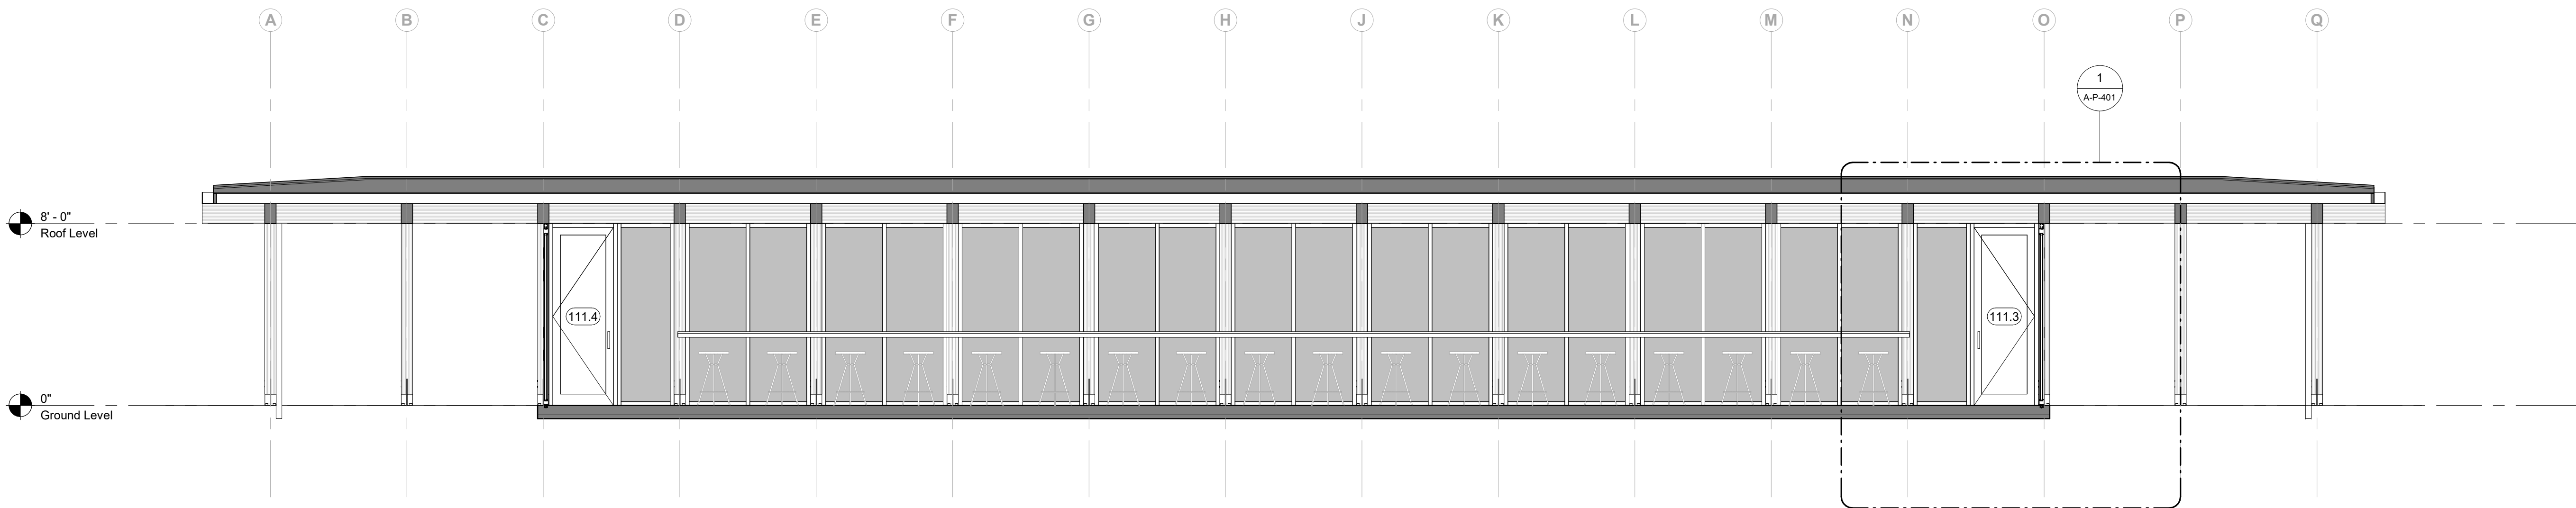 A B C D E F G H J K L M N O P Q
1
A-P-401
8' - 0"
Roof Level
111.4
111.3
0"
Ground Level